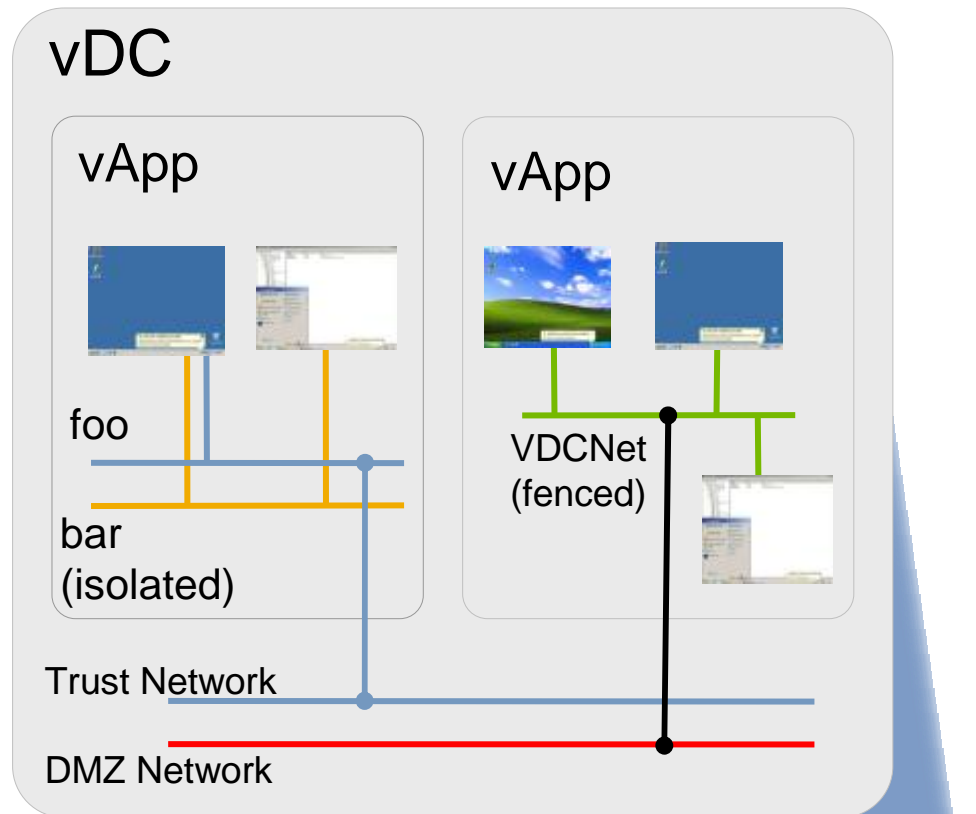 vDC
vApp
vApp
foo
bar
(isolated)
VDCNet
(fenced)
Trust Network
DMZ Network